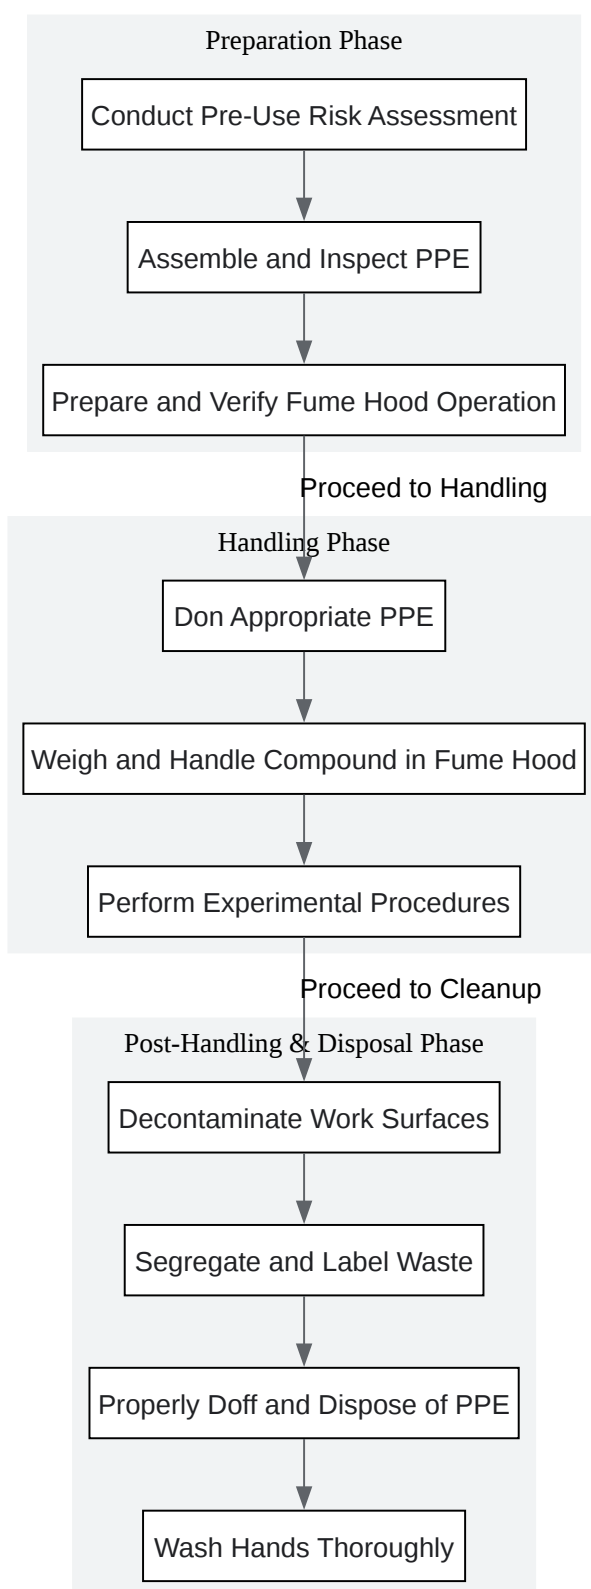 Preparation Phase
Conduct Pre-Use Risk Assessment
Assemble and Inspect PPE
Prepare and Verify Fume Hood Operation
Proceed to Handling
Handling Phase
Don Appropriate PPE
Weigh and Handle Compound in Fume Hood
Perform Experimental Procedures
Proceed to Cleanup
Post-Handling & Disposal Phase
Decontaminate Work Surfaces
Segregate and Label Waste
Properly Doff and Dispose of PPE
Wash Hands Thoroughly